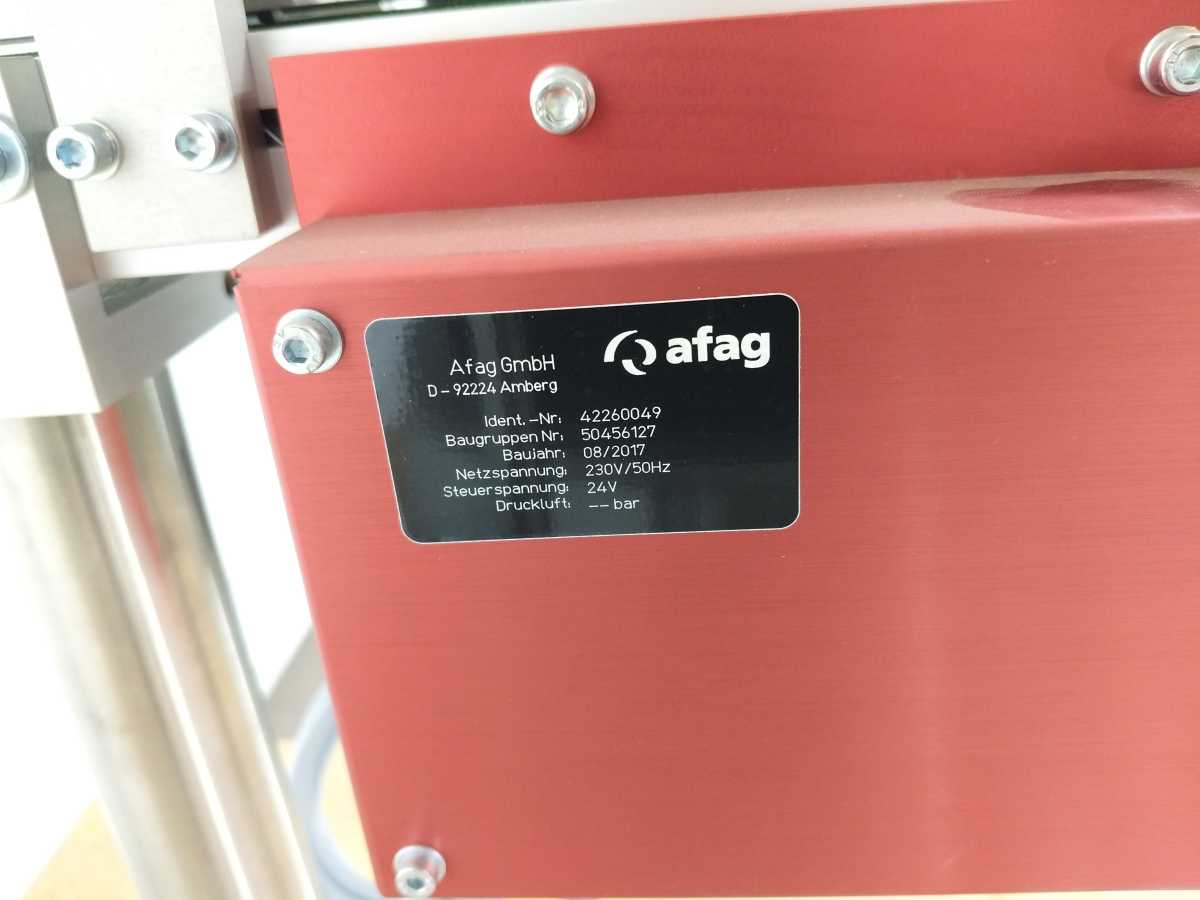 afag
Afag GmbH
D - 92224 Amberg
Ident.-Nr: 42260049
Baugruppen Nr: 50456127
Baujahr: 08/2017
Netzspannung: 230V/50Hz
Steuerspannung: 24V
Druckluft: -- bar